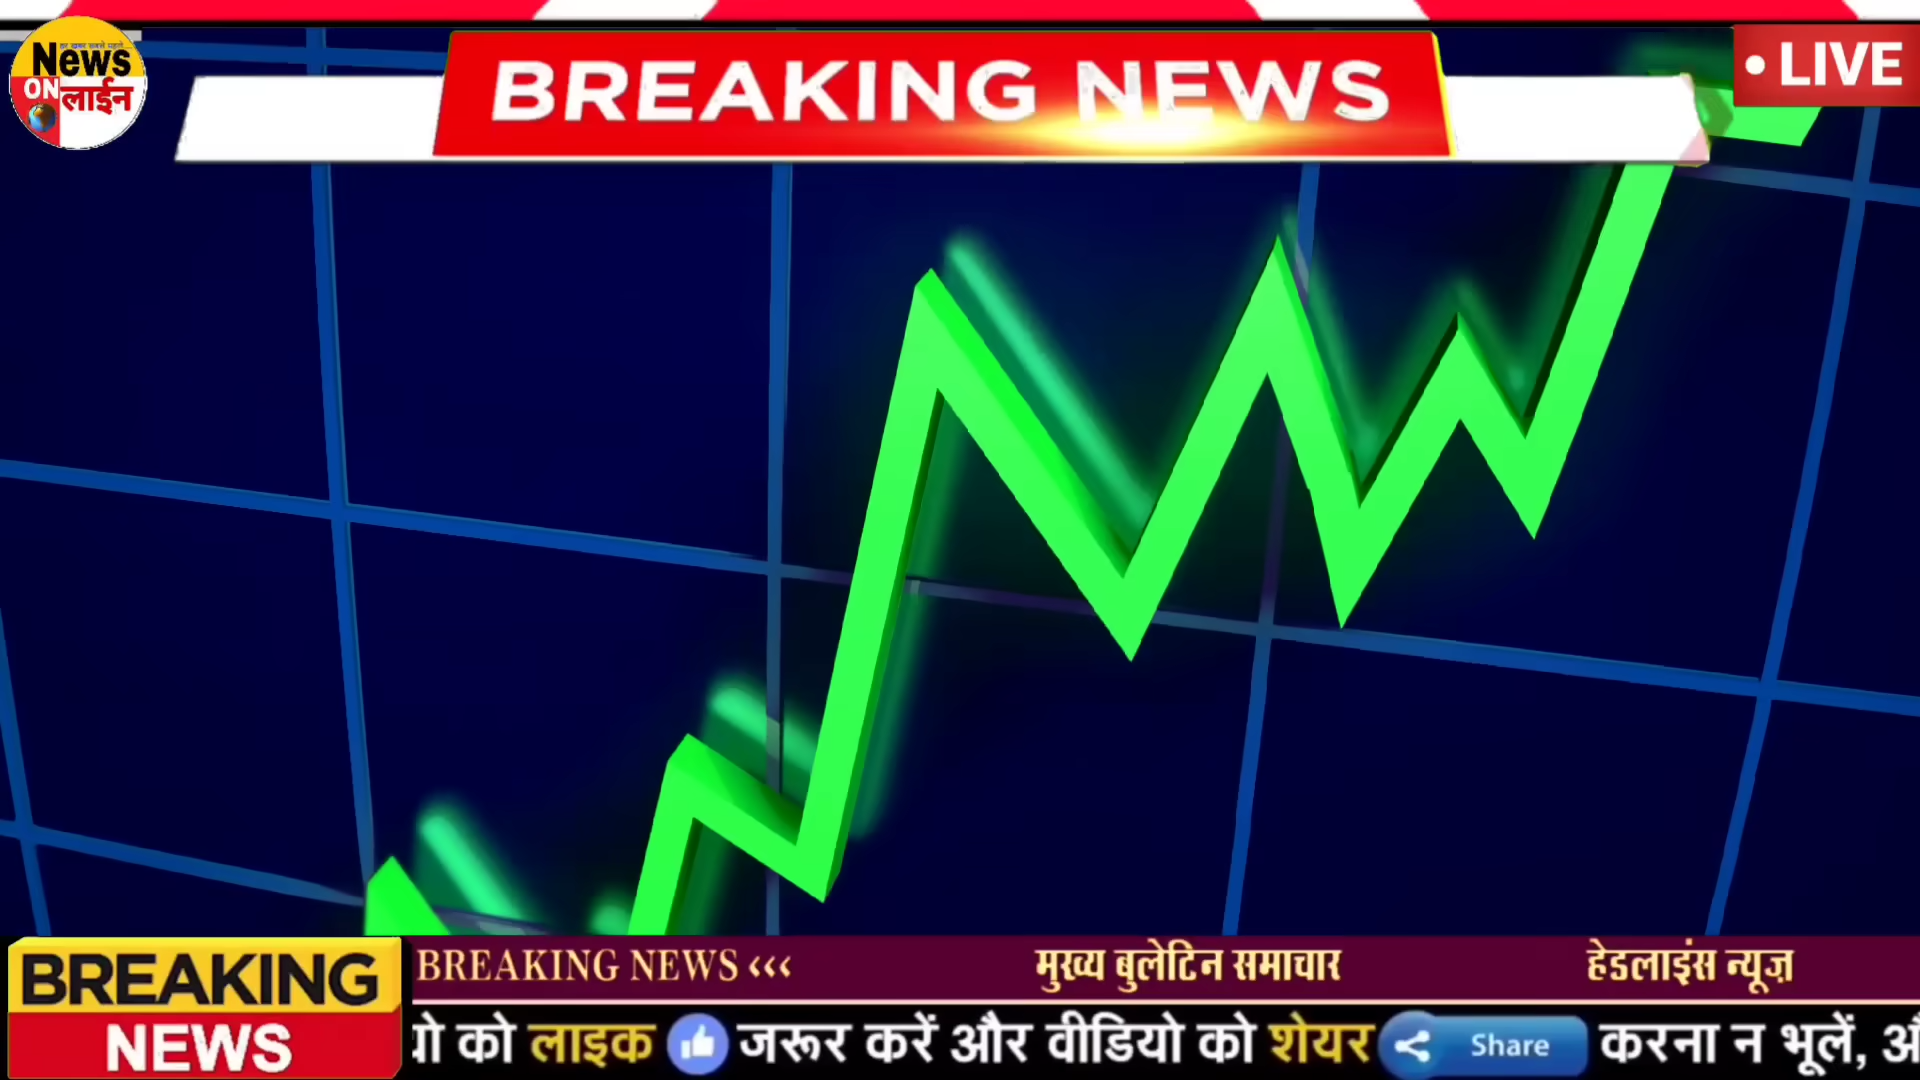 News
ON लाईन
BREAKING NEWS
• LIVE
BREAKING
NEWS
BREAKING NEWS ‹‹‹ मुख्य बुलेटिन समाचार हेडलाइंस न्यूज़
को लाइक जरूर करें और वीडियो को शेयर Share करना न भूलें,